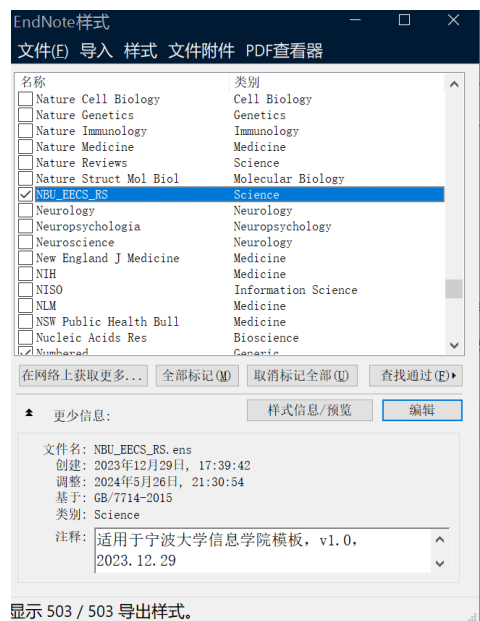 EndNote样式
文件(F) 导入 样式 文件附件 PDF查看器
名称 类别
Nature Cell Biology Cell Biology
Nature Genetics Genetics
Nature Immunology Immunology
Nature Medicine Medicine
Nature Reviews Science
Nature Struct Mol Biol Molecular Biology
NBU_EECS_RS Science
Neurology Neurology
Neuropsychologia Neuropsychology
Neuroscience Neurology
New England J Medicine Medicine
NIH Medicine
NISO Information Science
NLM Medicine
NSW Public Health Bull Medicine
Nucleic Acids Res Bioscience
Numbered Generic
在网络上获取更多... 全部标记(M) 取消标记全部(U) 查找通过(F)
更少信息: 样式信息/预览 编辑
文件名: NBU_EECS_RS.ens
创建: 2023年12月29日, 17:39:42
调整: 2024年5月26日, 21:30:54
基于: GB/7714-2015
类别: Science
注释: 适用于宁波大学信息学院模板, v1.0,
2023.12.29
显示 503 / 503 导出样式。